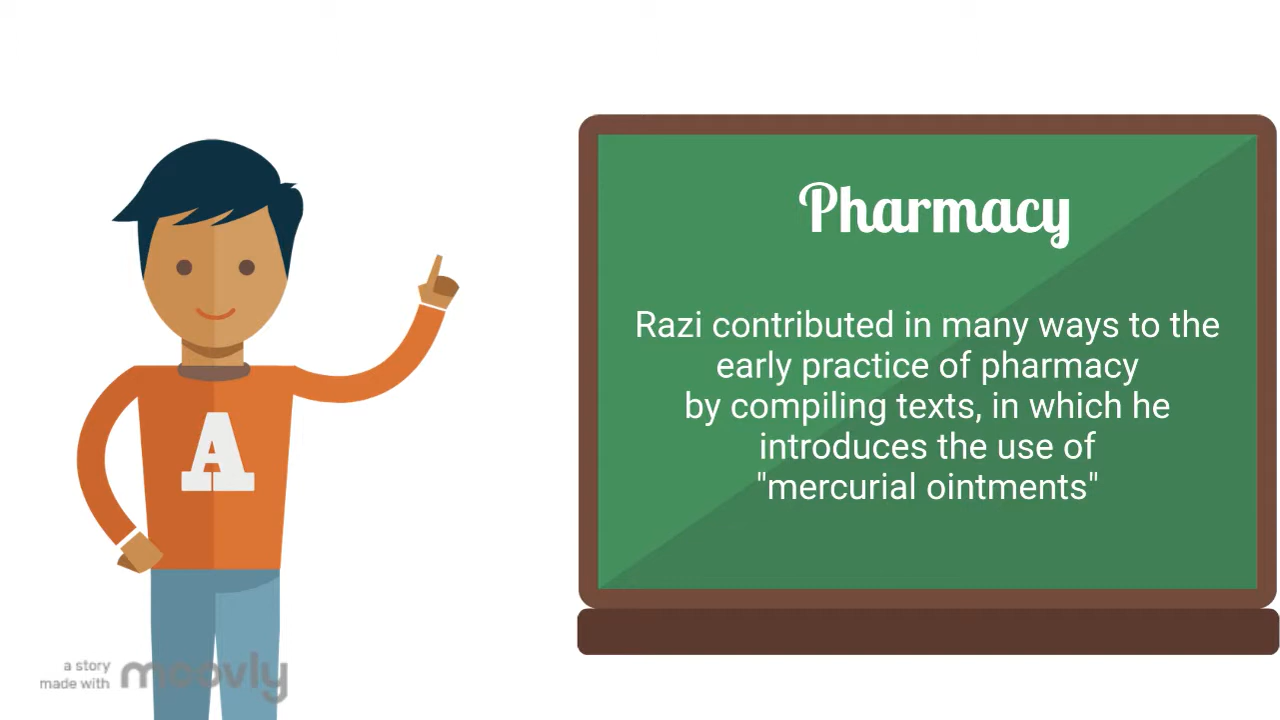 Pharmacy
Razi contributed in many ways to the
early practice of pharmacy
by compiling texts, in which he
introduces the use of
"mercurial ointments"
A
a story
made with moovly